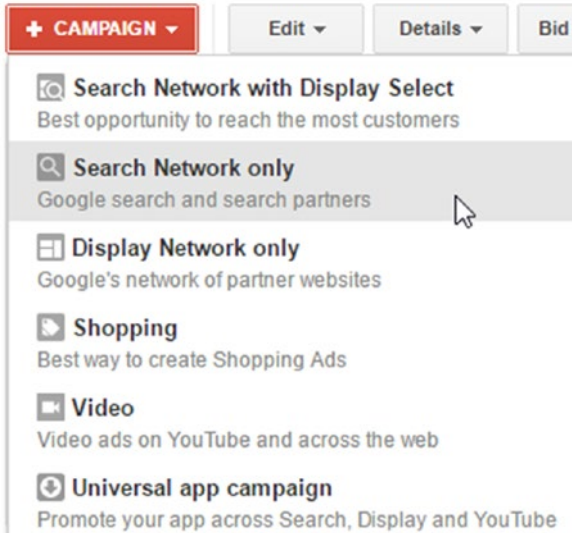 + CAMPAIGN Edit Details Bid
Search Network with Display Select
Best opportunity to reach the most customers
Search Network only
Google search and search partners
Display Network only
Google's network of partner websites
Shopping
Best way to create Shopping Ads
Video
Video ads on YouTube and across the web
Universal app campaign
Promote your app across Search, Display and YouTube